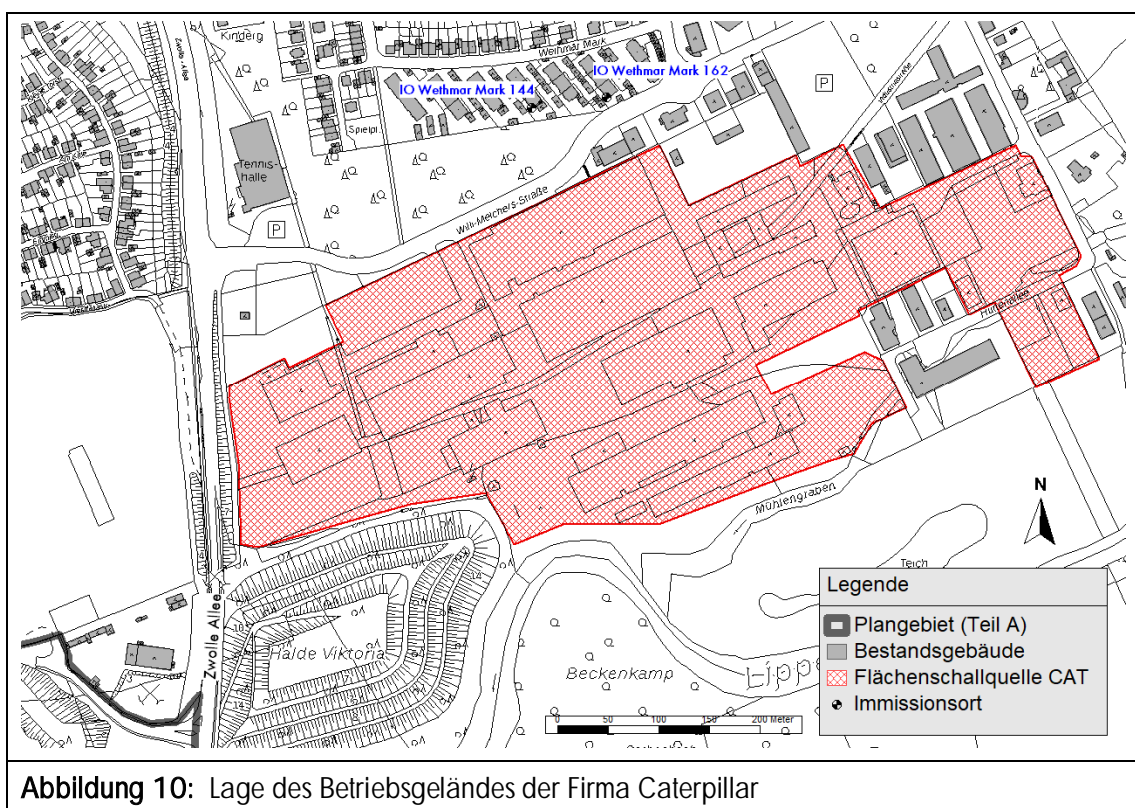 Kinderg
Zwolle Allee
Wethmar Mark
IO Wethmar Mark 162
IO Wethmar Mark 144
P
Spielpl.
Tennis-
halle
P
Willi-Melchers-Straße
Hüttenallee
Mühlengraben
N
Teich
Zwolle Allee
Halde Viktoria
Beckenkamp
Lippe
0 50 100 150 200 Meter
Legende
Plangebiet (Teil A)
Bestandsgebäude
Flächenschallquelle CAT
Immissionsort
Abbildung 10: Lage des Betriebsgeländes der Firma Caterpillar